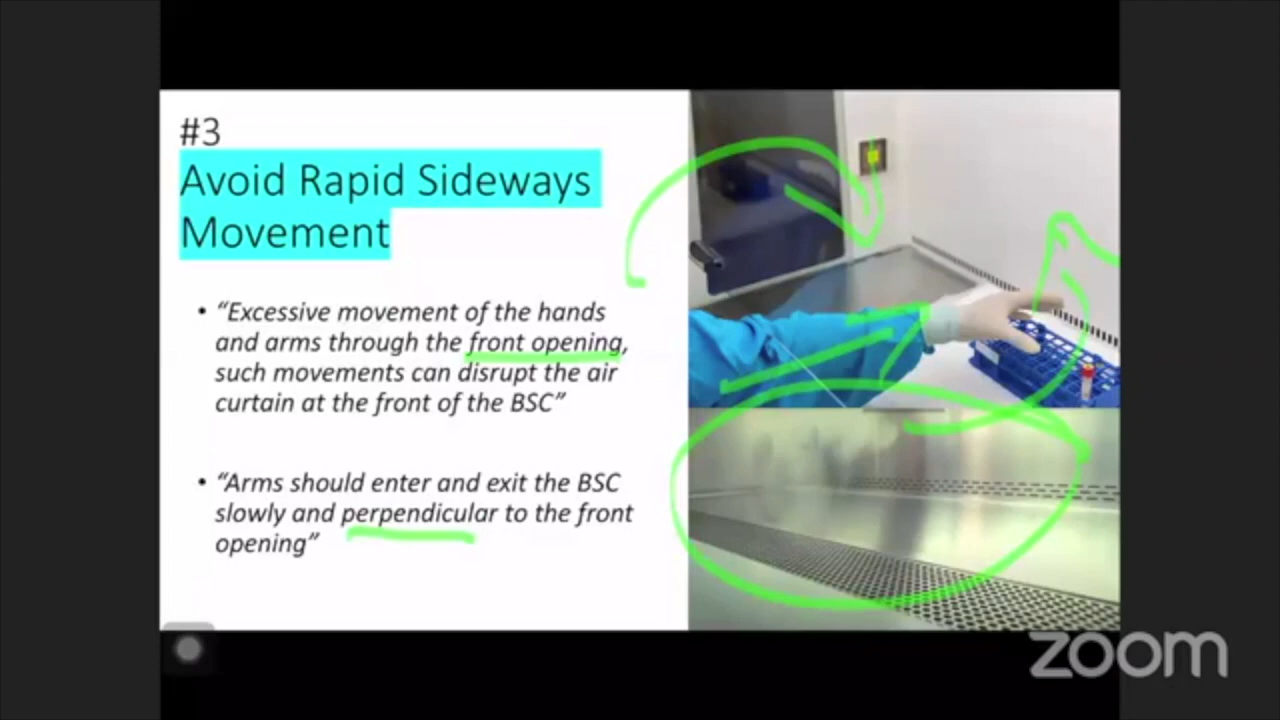 #3
Avoid Rapid Sideways
Movement
• “Excessive movement of the hands
and arms through the front opening,
such movements can disrupt the air
curtain at the front of the BSC”
• “Arms should enter and exit the BSC
slowly and perpendicular to the front
opening”
zoom